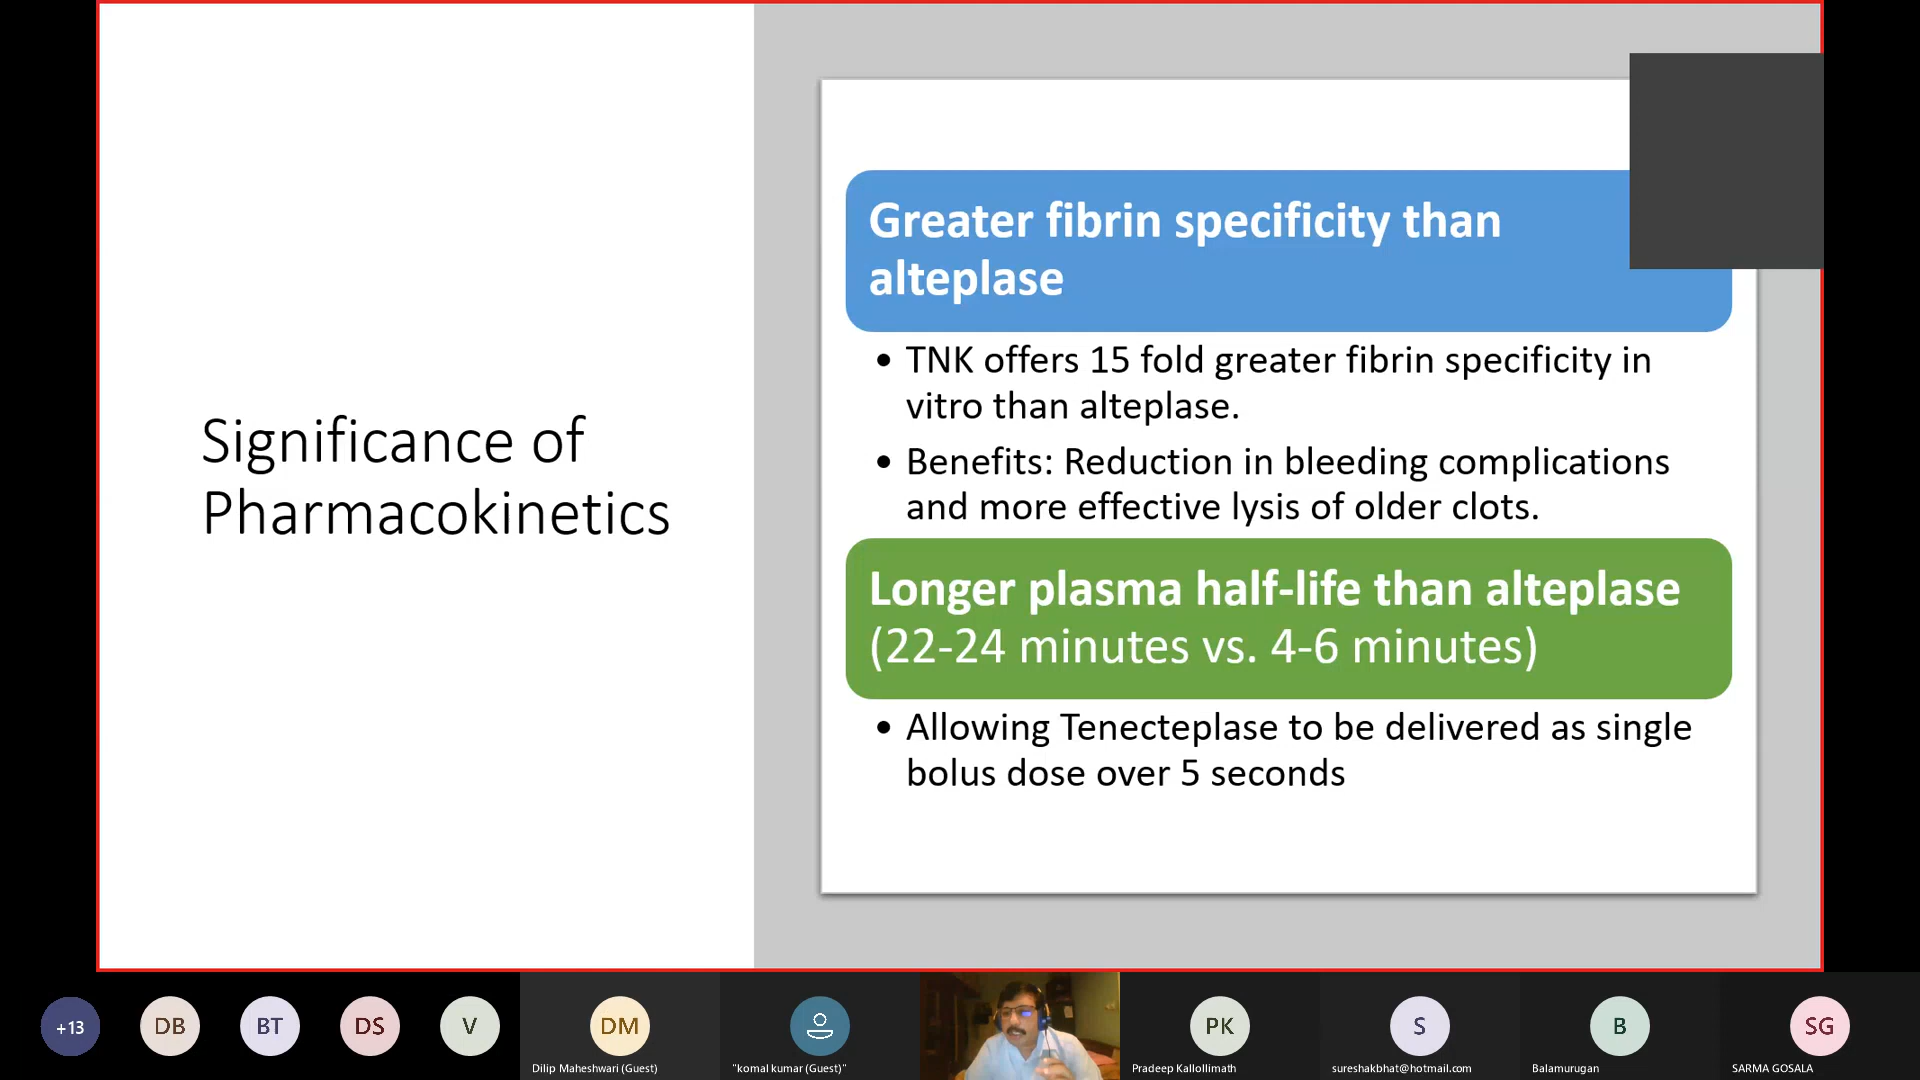 Significance of
Pharmacokinetics
Greater fibrin specificity than
alteplase
• TNK offers 15 fold greater fibrin specificity in
vitro than alteplase.
• Benefits: Reduction in bleeding complications
and more effective lysis of older clots.
Longer plasma half-life than alteplase
(22-24 minutes vs. 4-6 minutes)
• Allowing Tenecteplase to be delivered as single
bolus dose over 5 seconds
+13
DB
BT
DS
V
DM
Dilip Maheshwari (Guest)
"komal kumar (Guest)"
PK
Pradeep Kallollimath
S
sureshakbhat@hotmail.com
B
Balamurugan
SG
SARMA GOSALA